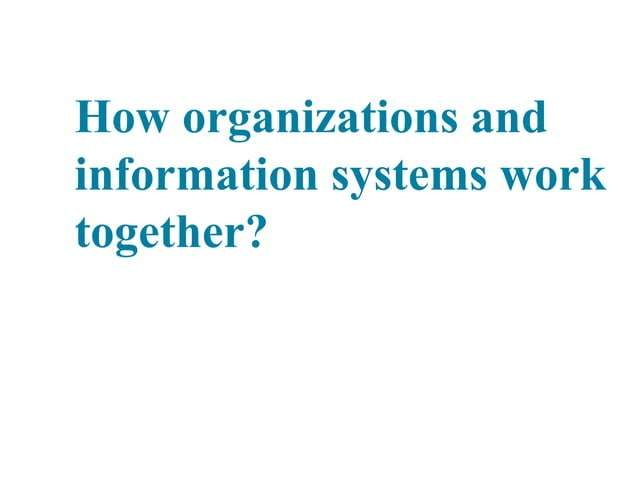 How organizations and
information systems work
together?